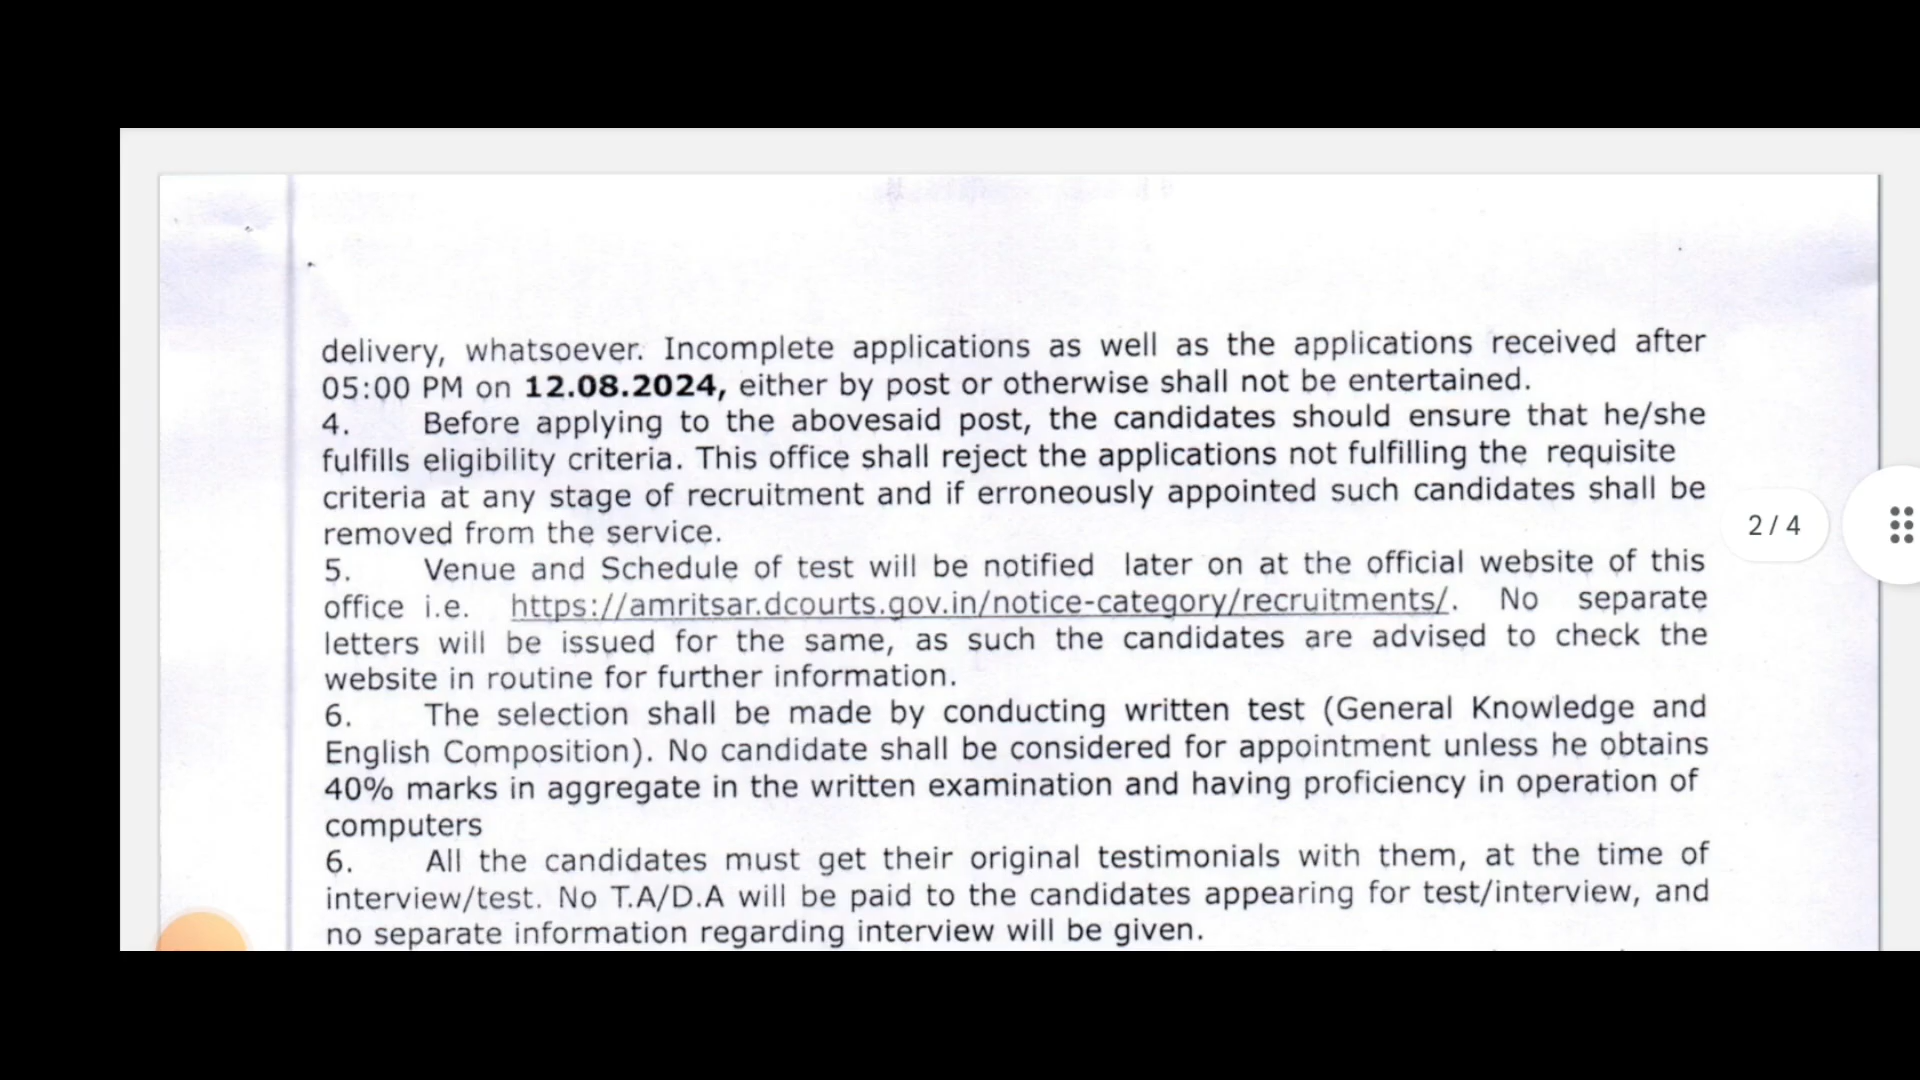 delivery, whatsoever. Incomplete applications as well as the applications received after
05:00 PM on 12.08.2024, either by post or otherwise shall not be entertained.
4. Before applying to the abovesaid post, the candidates should ensure that he/she
fulfills eligibility criteria. This office shall reject the applications not fulfilling the requisite
criteria at any stage of recruitment and if erroneously appointed such candidates shall be
removed from the service.
5. Venue and Schedule of test will be notified later on at the official website of this
office i.e. https://amritsar.dcourts.gov.in/notice-category/recruitments/. No separate
letters will be issued for the same, as such the candidates are advised to check the
website in routine for further information.
6. The selection shall be made by conducting written test (General Knowledge and
English Composition). No candidate shall be considered for appointment unless he obtains
40% marks in aggregate in the written examination and having proficiency in operation of
computers
6. All the candidates must get their original testimonials with them, at the time of
interview/test. No T.A/D.A will be paid to the candidates appearing for test/interview, and
no separate information regarding interview will be given.
2 / 4